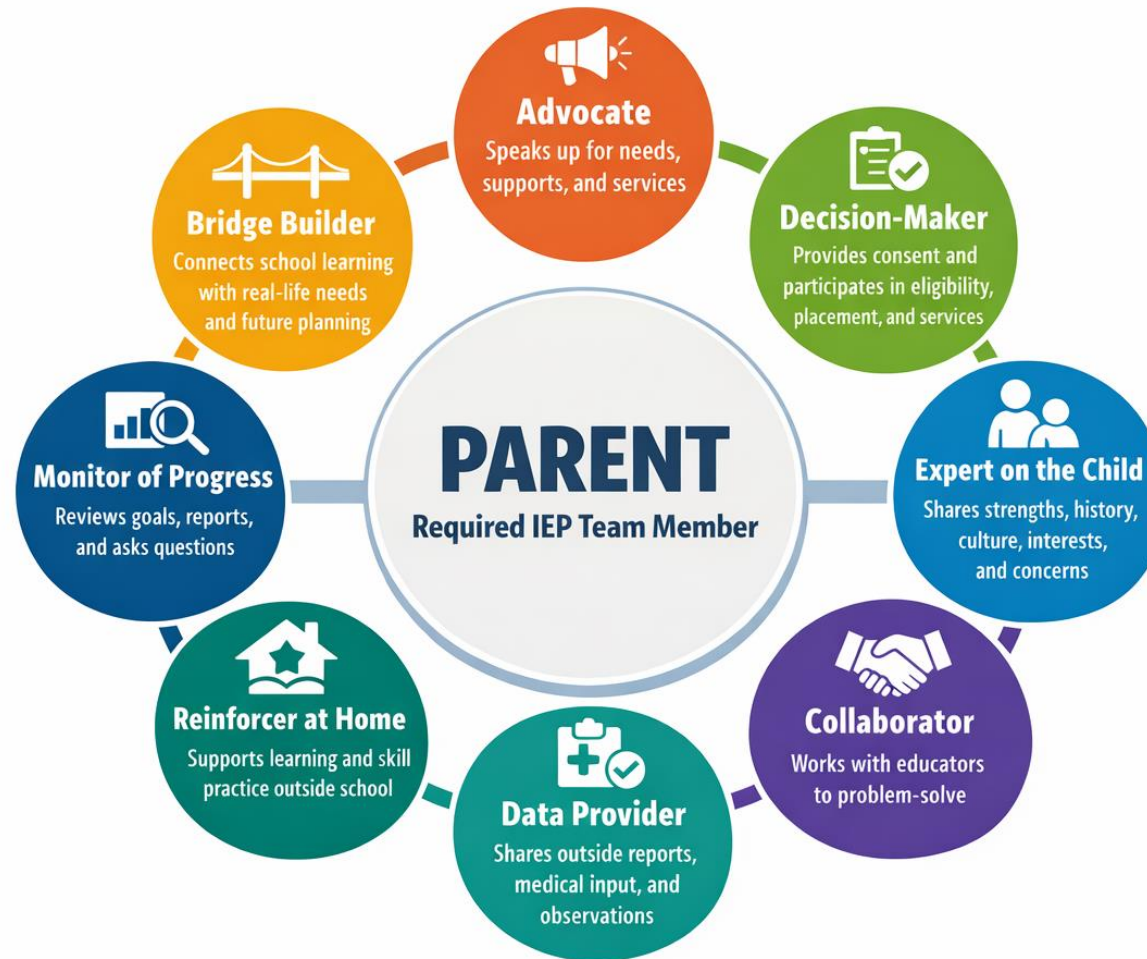 Advocate
Speaks up for needs,
supports, and services
Decision-Maker
Provides consent and
participates in eligibility,
placement, and services
Expert on the Child
Shares strengths, history,
culture, interests,
and concerns
Collaborator
Works with educators
to problem-solve
Data Provider
Shares outside reports,
medical input, and
observations
Reinforcer at Home
Supports learning and skill
practice outside school
Monitor of Progress
Reviews goals, reports,
and asks questions
Bridge Builder
Connects school learning
with real-life needs
and future planning
PARENT
Required IEP Team Member